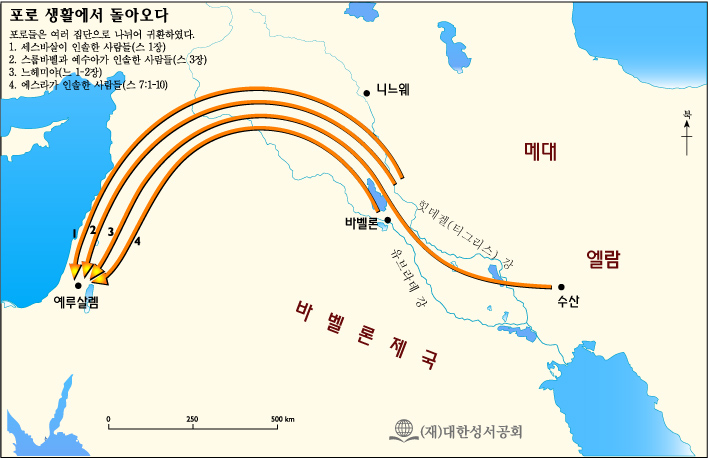 포로 생활에서 돌아오다
포로들은 여러 집단으로 나뉘어 귀환하였다.
1. 세스바살이 인솔한 사람들(스 1장)
2. 스룹바벨과 예수아가 인솔한 사람들(스 3장)
3. 느헤미야(느 1-2장)
4. 에스라가 인솔한 사람들(스 7:1-10)
니느웨
북
메대
힛데겔(티그리스) 강
바벨론
유브라데 강
엘람
수산
1
2
3
4
예루살렘
바벨론제국
0 250 500 km
(재)대한성서공회